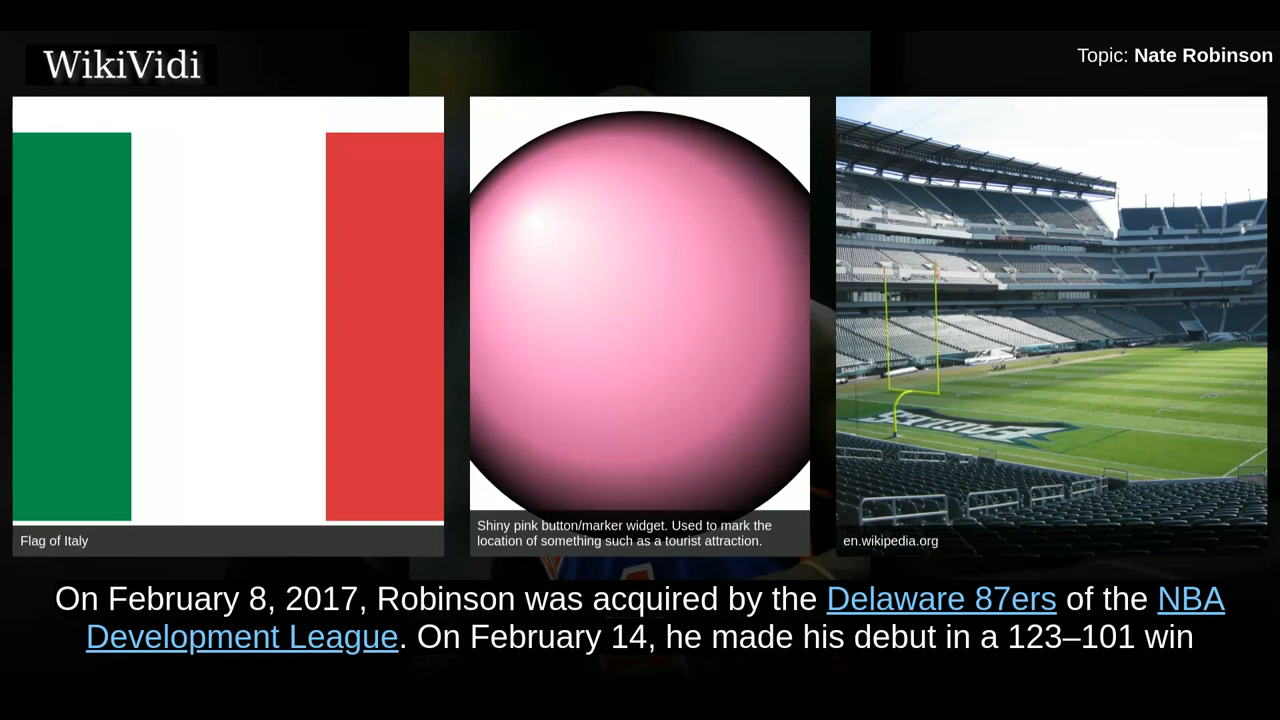 WikiVidi
Topic: Nate Robinson
EAGLES
Flag of Italy
Shiny pink button/marker widget. Used to mark the
location of something such as a tourist attraction.
en.wikipedia.org
On February 8, 2017, Robinson was acquired by the Delaware 87ers of the NBA
Development League. On February 14, he made his debut in a 123–101 win